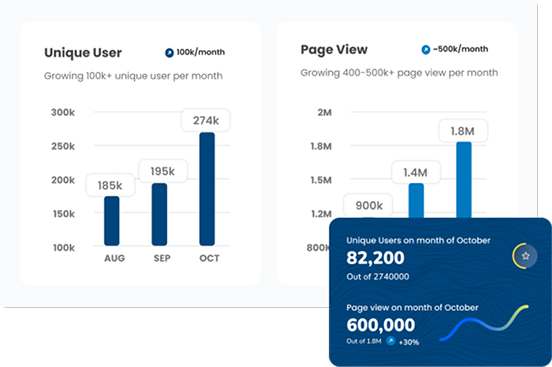 Unique User
100k/month
Growing 100k+ unique user per month
300k
250k
200k
150k
100k
185k
195k
274k
AUG
SEP
OCT
Page View
~500k/month
Growing 400-500k+ page view per month
2M
1.8M
1.5M
1.2M
800K
900k
1.4M
1.8M
Unique Users on month of October
82,200
Out of 2740000
Page view on month of October
600,000
Out of 1.8M
+30%